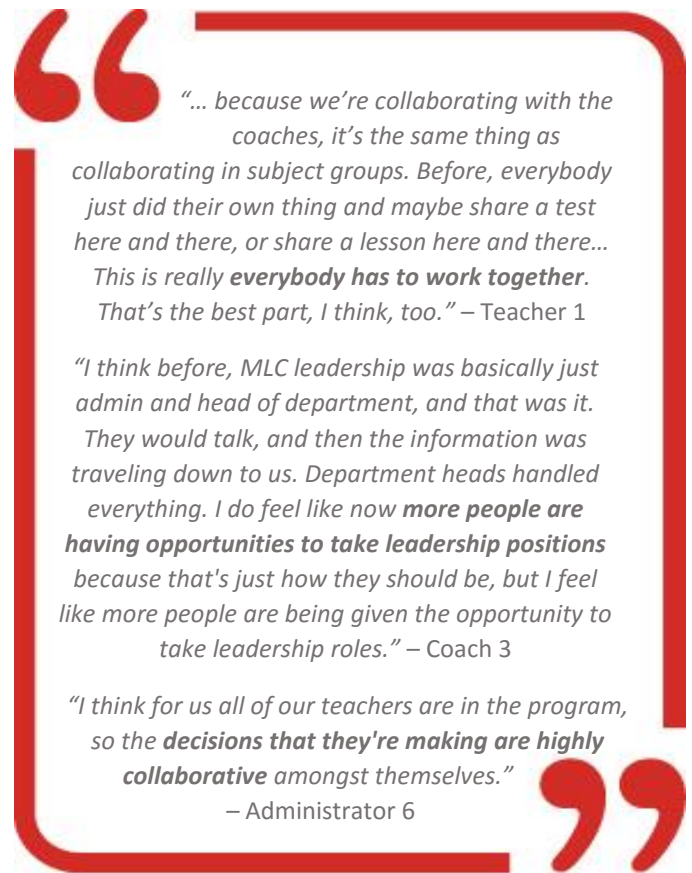 “… because we’re collaborating with the
coaches, it’s the same thing as
collaborating in subject groups. Before, everybody
just did their own thing and maybe share a test
here and there, or share a lesson here and there…
This is really everybody has to work together.
That’s the best part, I think, too.” – Teacher 1
“I think before, MLC leadership was basically just
admin and head of department, and that was it.
They would talk, and then the information was
traveling down to us. Department heads handled
everything. I do feel like now more people are
having opportunities to take leadership positions
because that's just how they should be, but I feel
like more people are being given the opportunity to
take leadership roles.” – Coach 3
“I think for us all of our teachers are in the program,
so the decisions that they're making are highly
collaborative amongst themselves.”
– Administrator 6